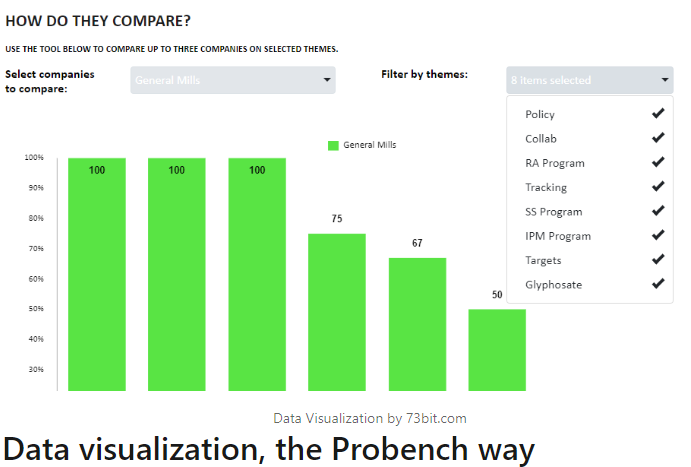 HOW DO THEY COMPARE?
USE THE TOOL BELOW TO COMPARE UP TO THREE COMPANIES ON SELECTED THEMES.
Select companies
to compare:
General Mills
Filter by themes:
8 Items selected
Policy
Collab
RA Program
Tracking
SS Program
IPM Program
Targets
Glyphosate
General Mills
100%
90%
80%
70%
60%
50%
40%
30%
100
100
100
75
67
50
Data Visualization by 73bit.com
Data visualization, the Probench way